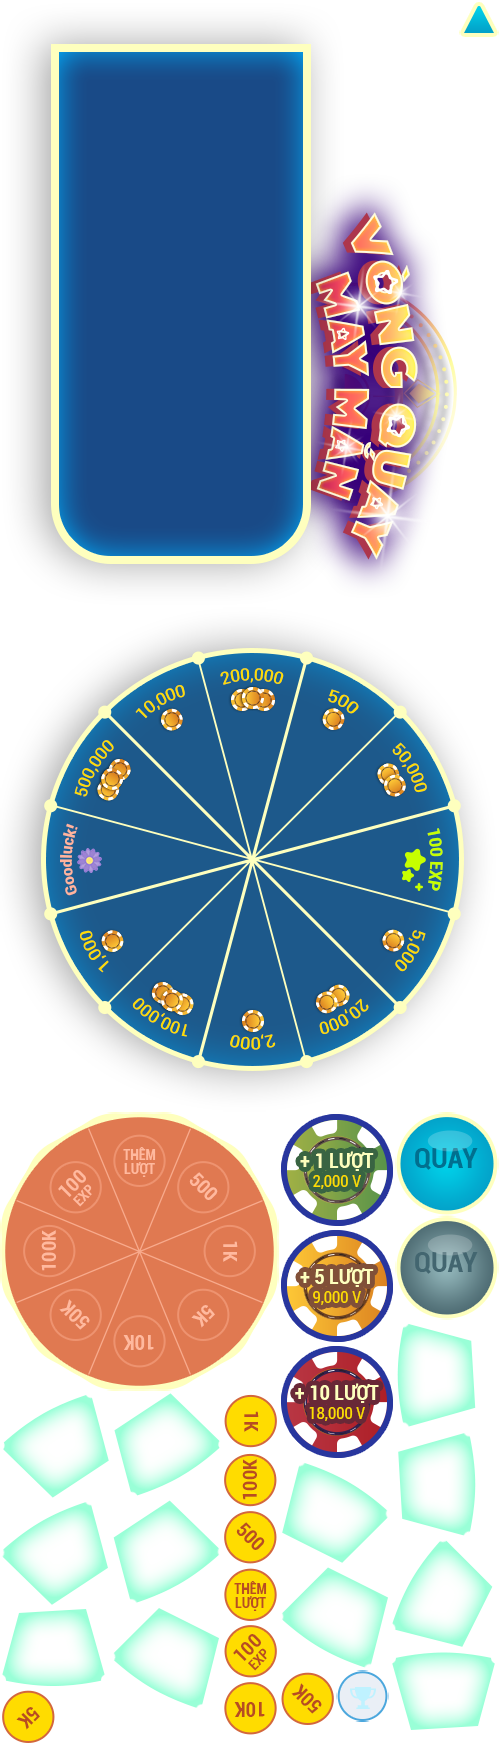 VÒNG QUAY
MAY MẮN
200,000
500
50,000
100 EXP
5,000
20,000
2,000
100,000
1,000
Goodluck!
500,000
10,000
THÊM
LƯỢT
500
1K
5K
10K
50K
100K
100
EXP
+ 1 LƯỢT
2,000 V
QUAY
+ 5 LƯỢT
9,000 V
QUAY
+ 10 LƯỢT
18,000 V
1K
100K
500
THÊM
LƯỢT
100
EXP
10K
50K
5K